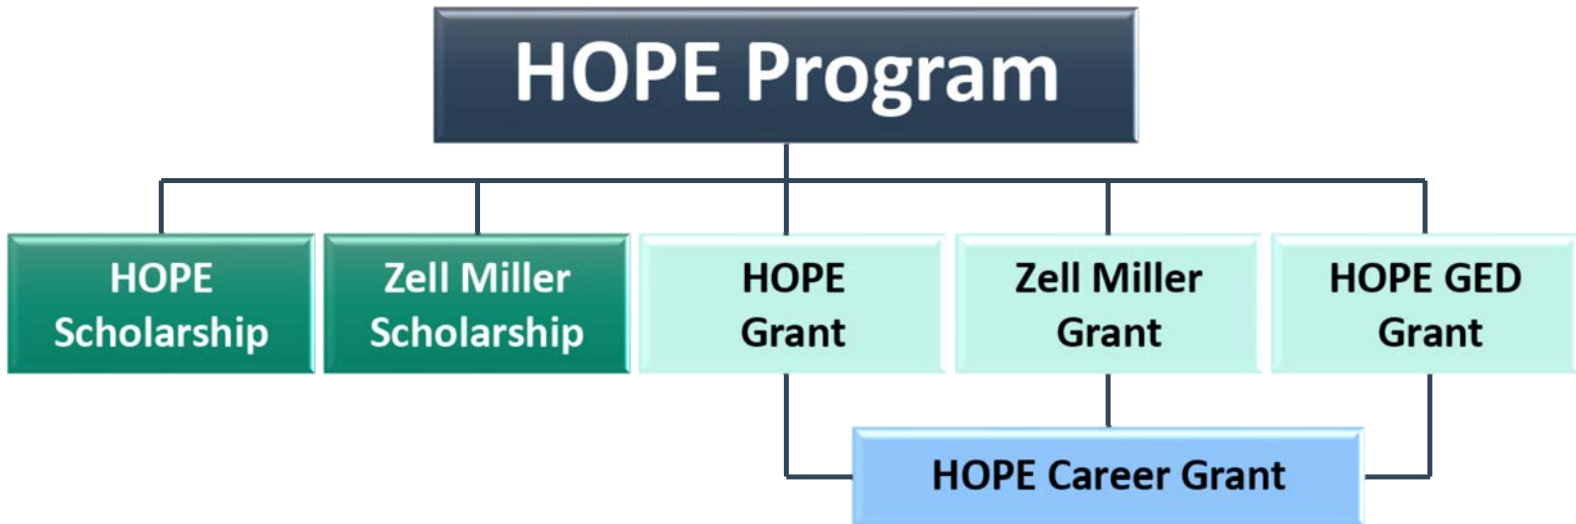 HOPE Program
HOPE
Scholarship
Zell Miller
Scholarship
HOPE
Grant
Zell Miller
Grant
HOPE GED
Grant
HOPE Career Grant